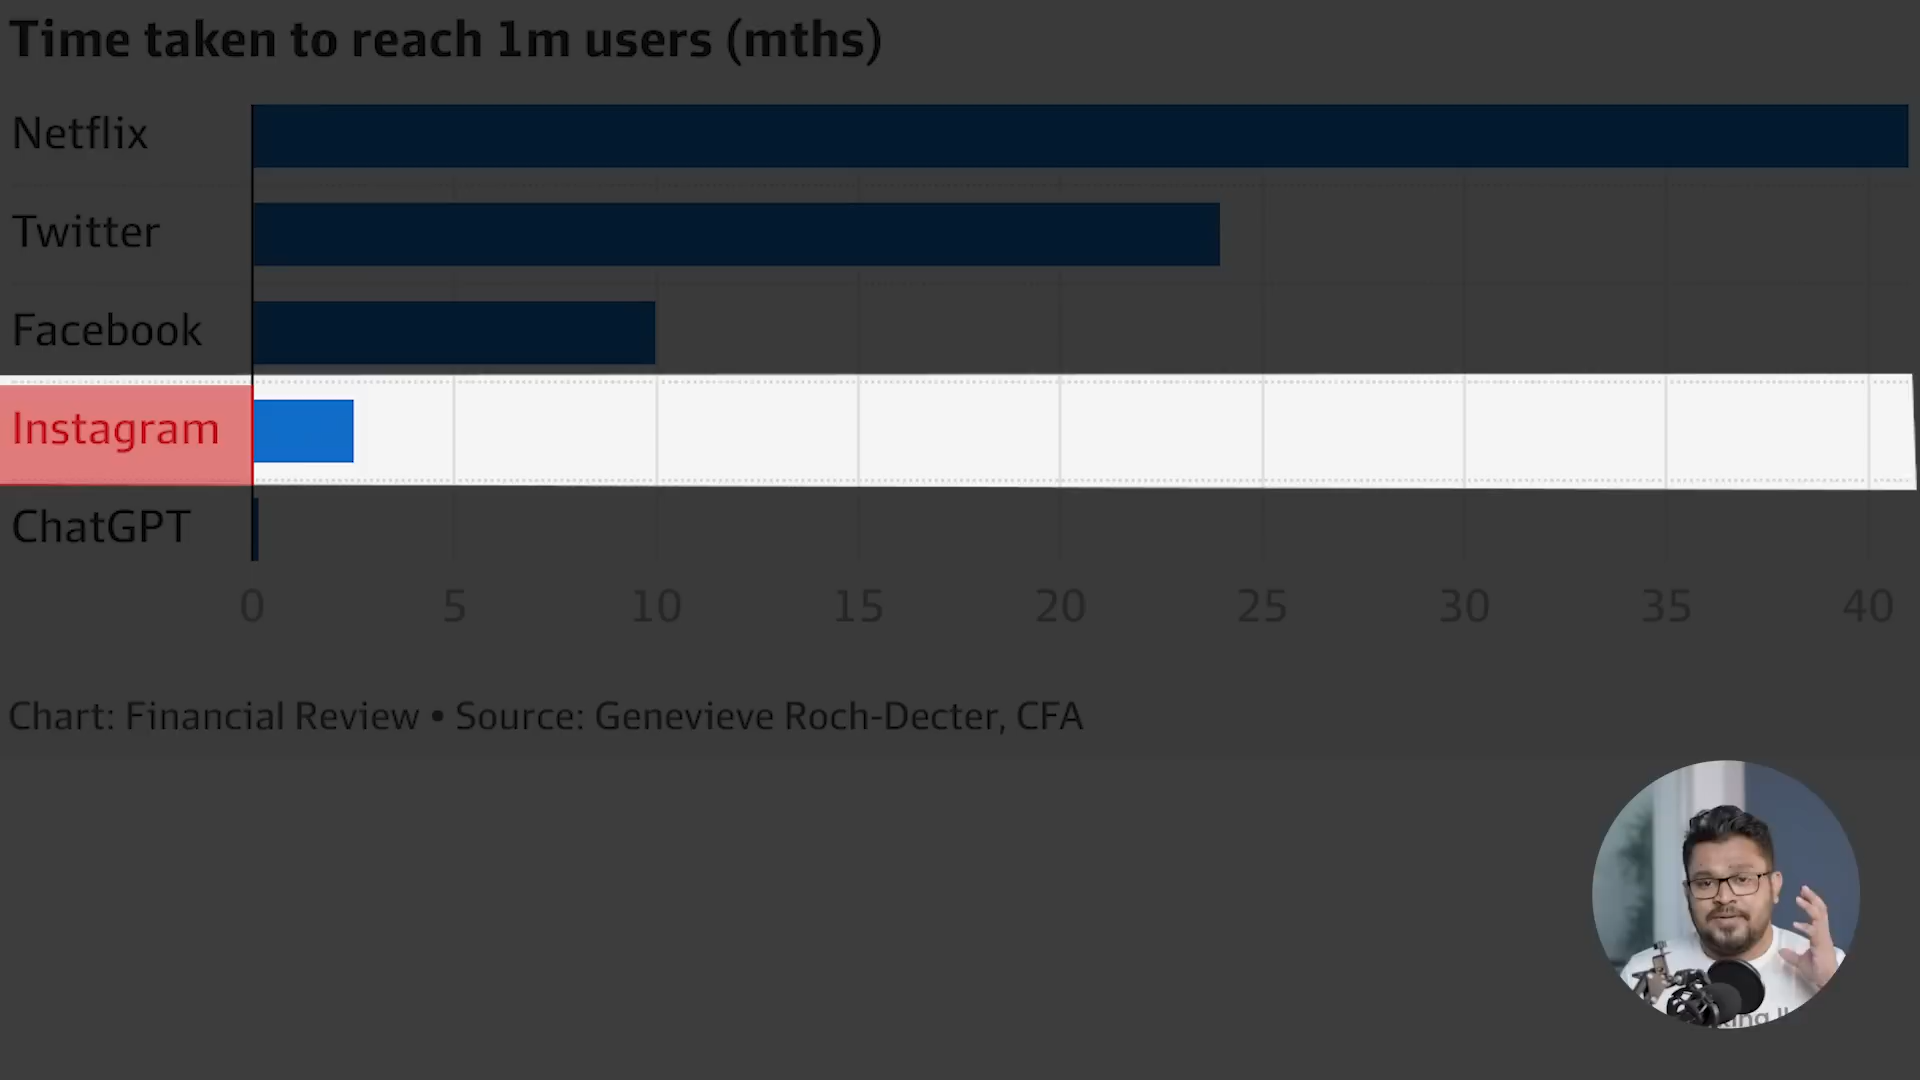 Time taken to reach 1m users (mths)
Netflix
Twitter
Facebook
Instagram
ChatGPT
0 5 10 15 20 25 30 35 40
Chart: Financial Review • Source: Genevieve Roch-Decter, CFA